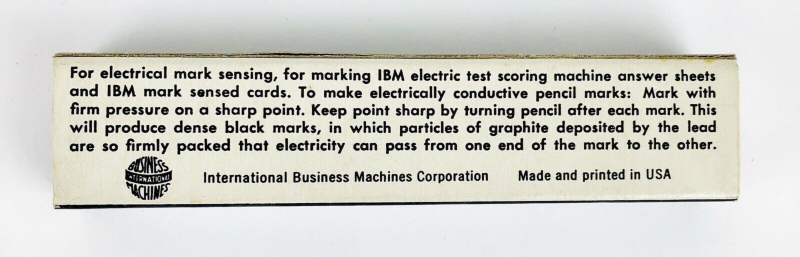 For electrical mark sensing, for marking IBM electric test scoring machine answer sheets
and IBM mark sensed cards. To make electrically conductive pencil marks: Mark with
firm pressure on a sharp point. Keep point sharp by turning pencil after each mark. This
will produce dense black marks, in which particles of graphite deposited by the lead
are so firmly packed that electricity can pass from one end of the mark to the other.
BUSINESS
INTERNATIONAL
MACHINES
International Business Machines Corporation Made and printed in USA